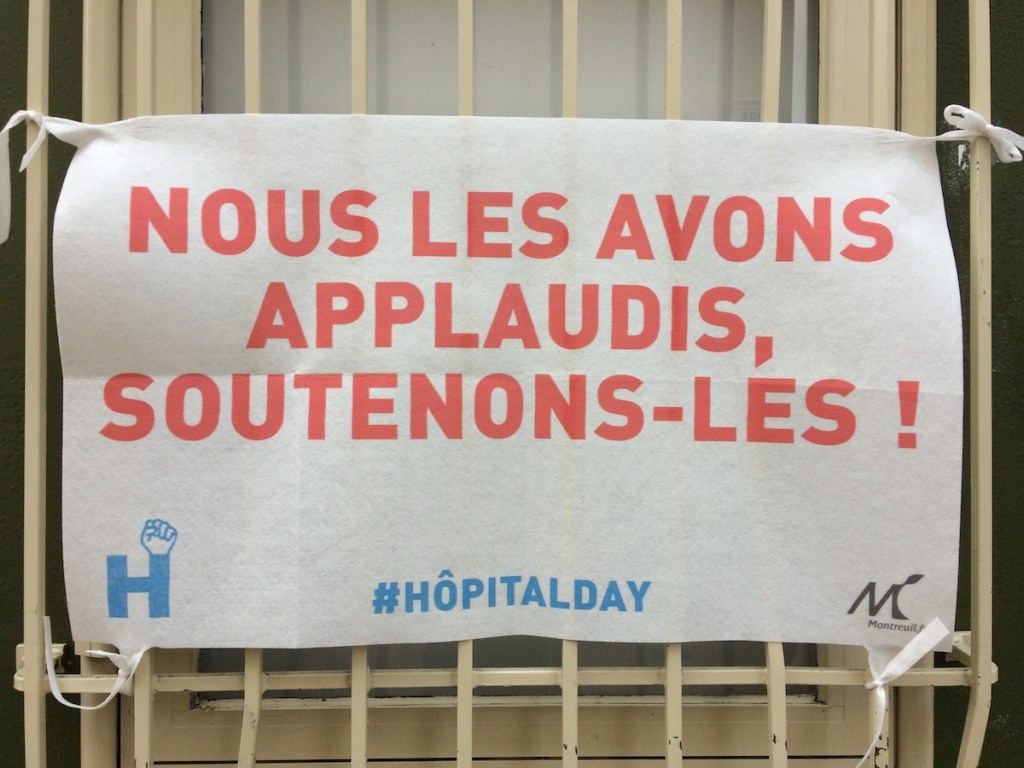 NOUS LES AVONS
APPLAUDIS,
SOUTENONS-LES !
H
#HÔPITALDAY
Montreuil.fr